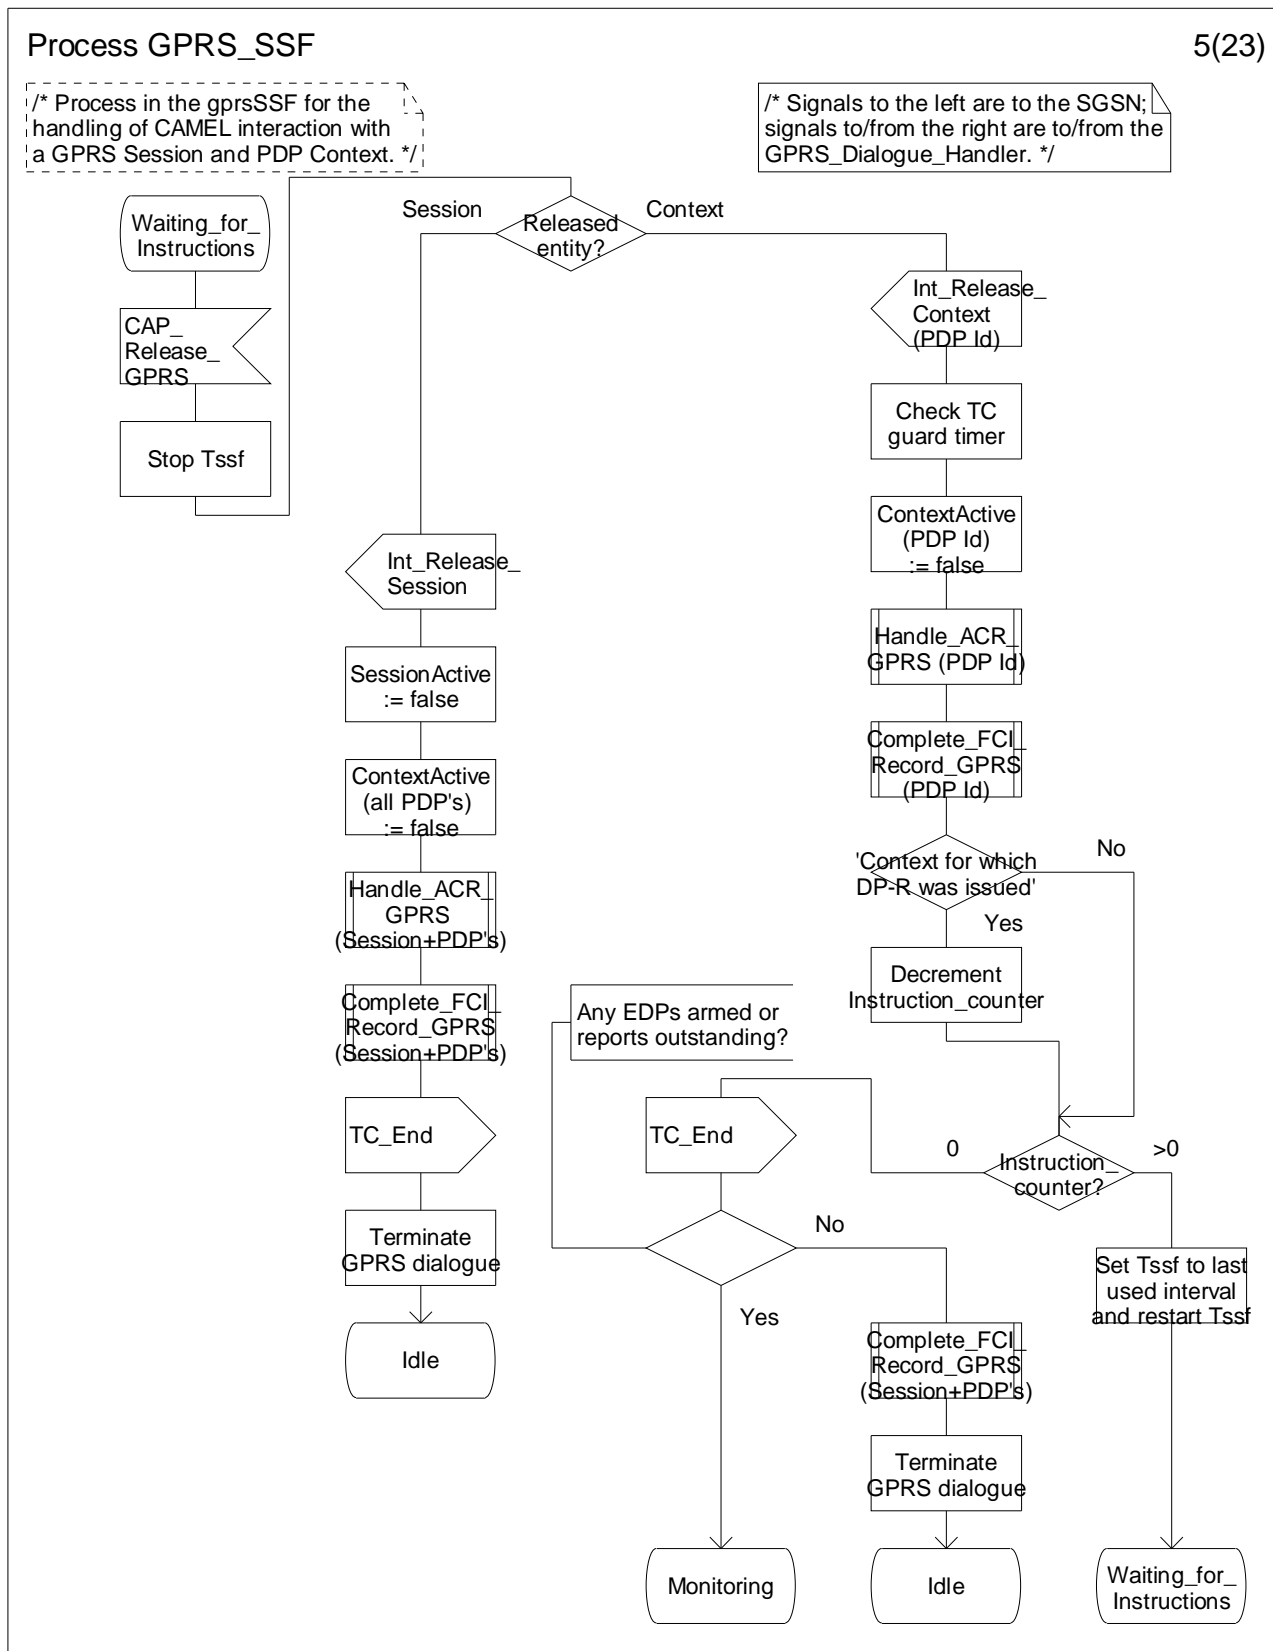 Process GPRS_SSF
5(23)
/* Process in the gprsSSF for the
handling of CAMEL interaction with
a GPRS Session and PDP Context. */
/* Signals to the left are to the SGSN;
signals to/from the right are to/from the
GPRS_Dialogue_Handler. */
Waiting_for_
Instructions
CAP_
Release_
GPRS
Stop Tssf
Session
Released
entity?
Context
Int_Release_
Session
SessionActive
:= false
ContextActive
(all PDP's)
:= false
Handle_ACR_
GPRS
(Session+PDP's)
Complete_FCI_
Record_GPRS
(Session+PDP's)
TC_End
Terminate
GPRS dialogue
Idle
Int_Release_
Context
(PDP Id)
Check TC
guard timer
ContextActive
(PDP Id)
:= false
Handle_ACR_
GPRS (PDP Id)
Complete_FCI_
Record_GPRS
(PDP Id)
'Context for which
DP-R was issued'
No
Yes
Decrement
Instruction_counter
Any EDPs armed or
reports outstanding?
0
Instruction_
counter?
>0
TC_End
No
Yes
Set Tssf to last
used interval
and restart Tssf
Complete_FCI_
Record_GPRS
(Session+PDP's)
Terminate
GPRS dialogue
Monitoring
Idle
Waiting_for_
Instructions